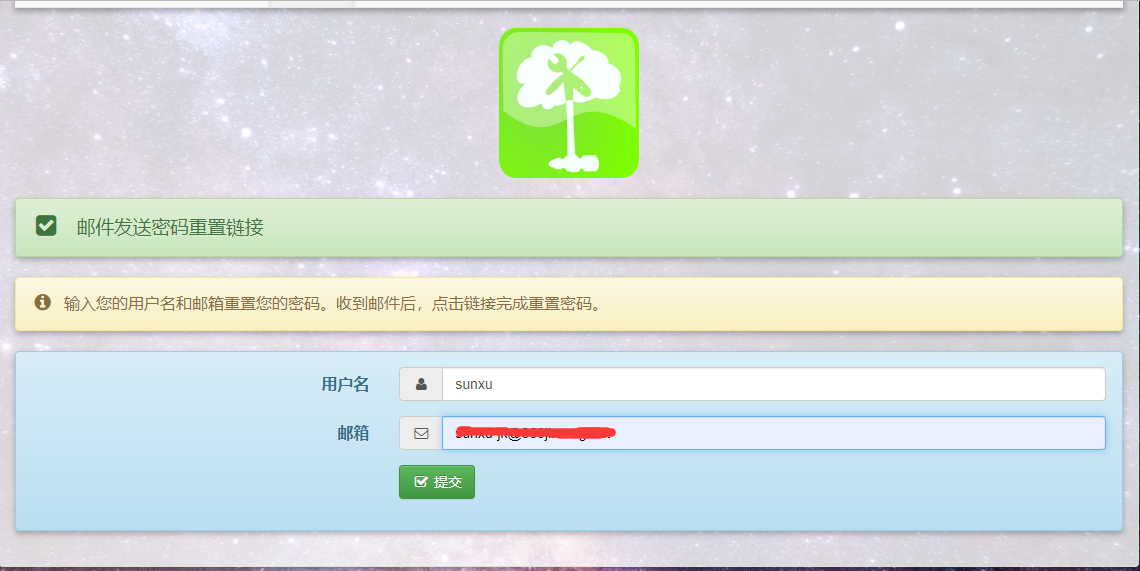 邮件发送密码重置链接
输入您的用户名和邮箱重置您的密码。收到邮件后，点击链接完成重置密码。
用户名
sunxu
邮箱
提交